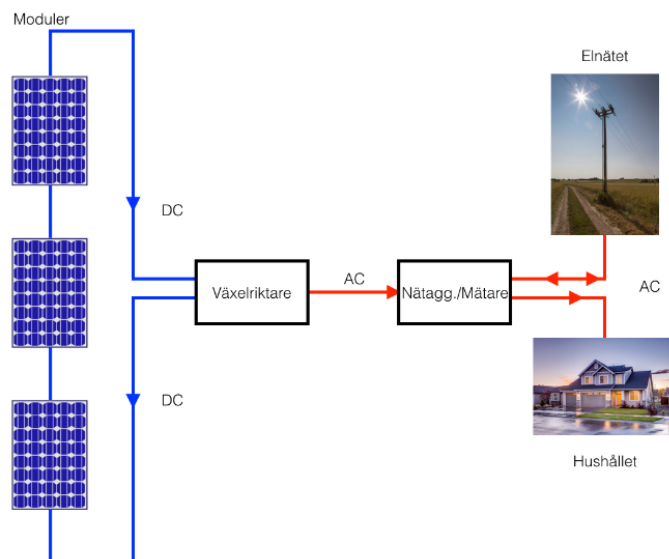 Moduler
Elnätet
DC
Växelriktare
AC
Nätagg./Mätare
AC
DC
Hushållet